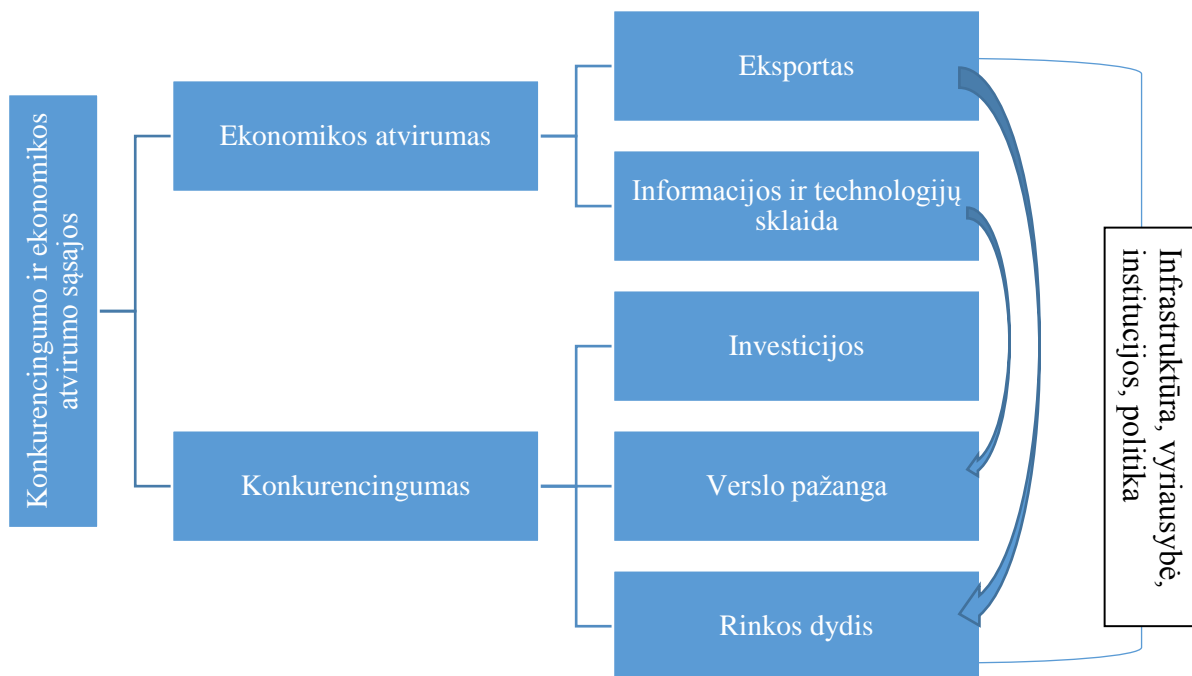 Konkurencingumo ir ekonomikos
atvirumo sąsajos
Ekonomikos atvirumas
Eksportas
Informacijos ir technologijų
sklaida
Konkurencingumas
Investicijos
Verslo pažanga
Rinkos dydis
Infrastruktūra, vyriausybė,
institucijos, politika